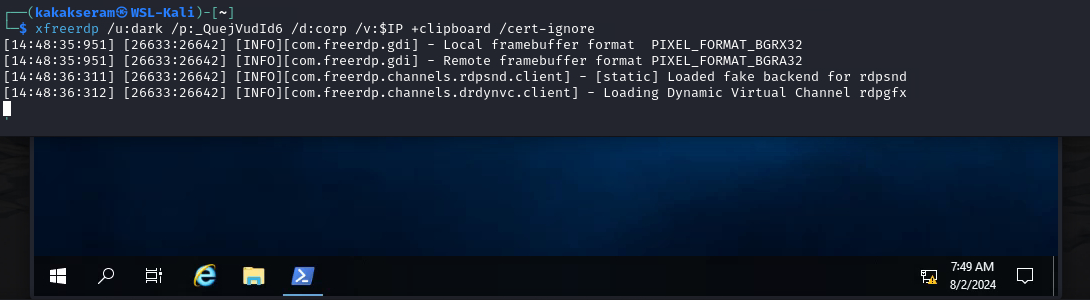 ┌──(kakakseram㉿WSL-Kali)-[~]
└─$ xfreerdp /u:dark /p:_QuejVudId6 /d:corp /v:$IP +clipboard /cert-ignore
[14:48:35:951] [26633:26642] [INFO][com.freerdp.gdi] - Local framebuffer format  PIXEL_FORMAT_BGRX32
[14:48:35:951] [26633:26642] [INFO][com.freerdp.gdi] - Remote framebuffer format PIXEL_FORMAT_BGRA32
[14:48:36:311] [26633:26642] [INFO][com.freerdp.channels.rdpsnd.client] - [static] Loaded fake backend for rdpsnd
[14:48:36:312] [26633:26642] [INFO][com.freerdp.channels.drdynvc.client] - Loading Dynamic Virtual Channel rdpgfx
7:49 AM
8/2/2024